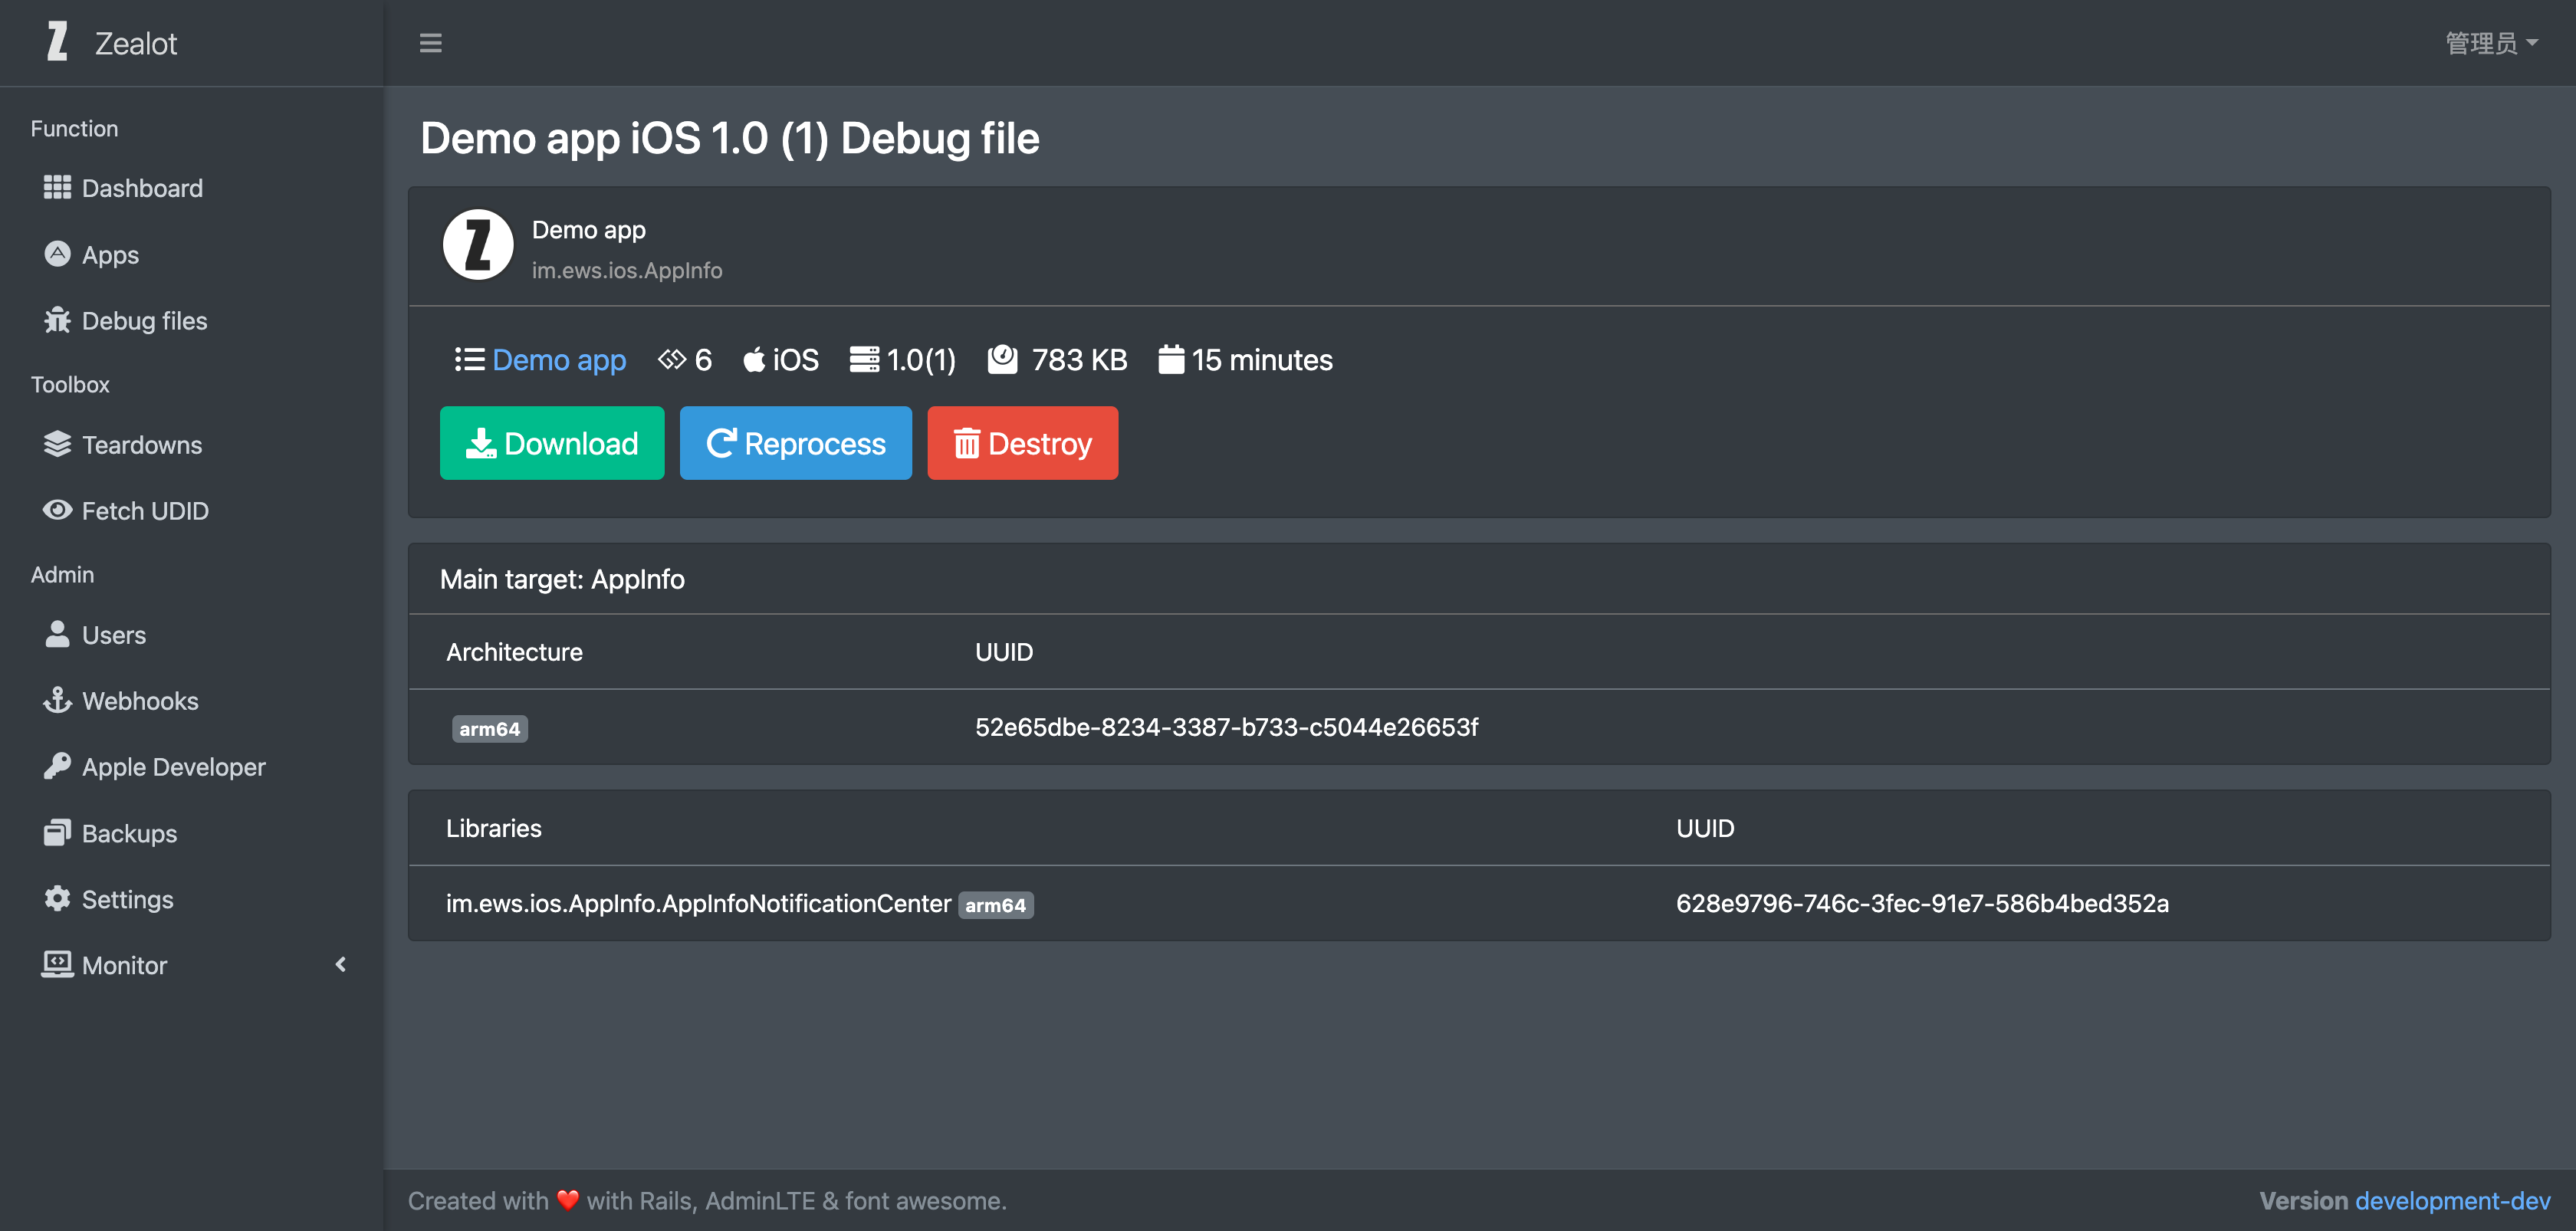 Zealot
管理员
Function
Dashboard
Apps
Debug files
Toolbox
Teardowns
Fetch UDID
Admin
Users
Webhooks
Apple Developer
Backups
Settings
Monitor
Demo app iOS 1.0 (1) Debug file
Demo app
im.ews.ios.AppInfo
Demo app 6 iOS 1.0(1) 783 KB 15 minutes
Download Reprocess Destroy
Main target: AppInfo
Architecture UUID
arm64 52e65dbe-8234-3387-b733-c5044e26653f
Libraries UUID
im.ews.ios.AppInfo.AppInfoNotificationCenter arm64 628e9796-746c-3fec-91e7-586b4bed352a
Created with ❤️ with Rails, AdminLTE & font awesome.
Version development-dev